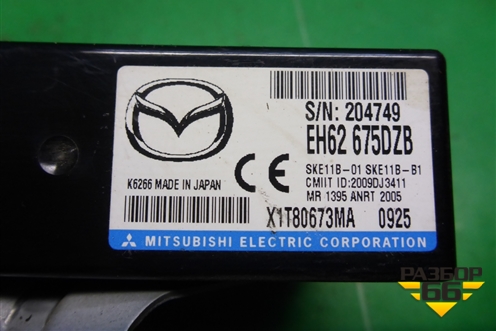 S/N: 204749
EH62 675DZB
SKE11B-01 SKE11B-B1
CMIIT ID:2009DJ3411
MR 1395 ANRT 2005
K6266 MADE IN JAPAN
CE
X1T80673MA 0925
MITSUBISHI ELECTRIC CORPORATION
РАЗБОР
66